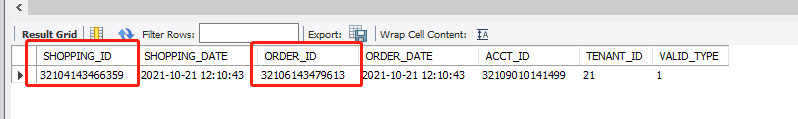 Result Grid Filter Rows: Export: Wrap Cell Content:
SHOPPING_ID SHOPPING_DATE ORDER_ID ORDER_DATE ACCT_ID TENANT_ID VALID_TYPE
32104143466359 2021-10-21 12:10:43 32106143479613 2021-10-21 12:10:43 32109010141499 21 1